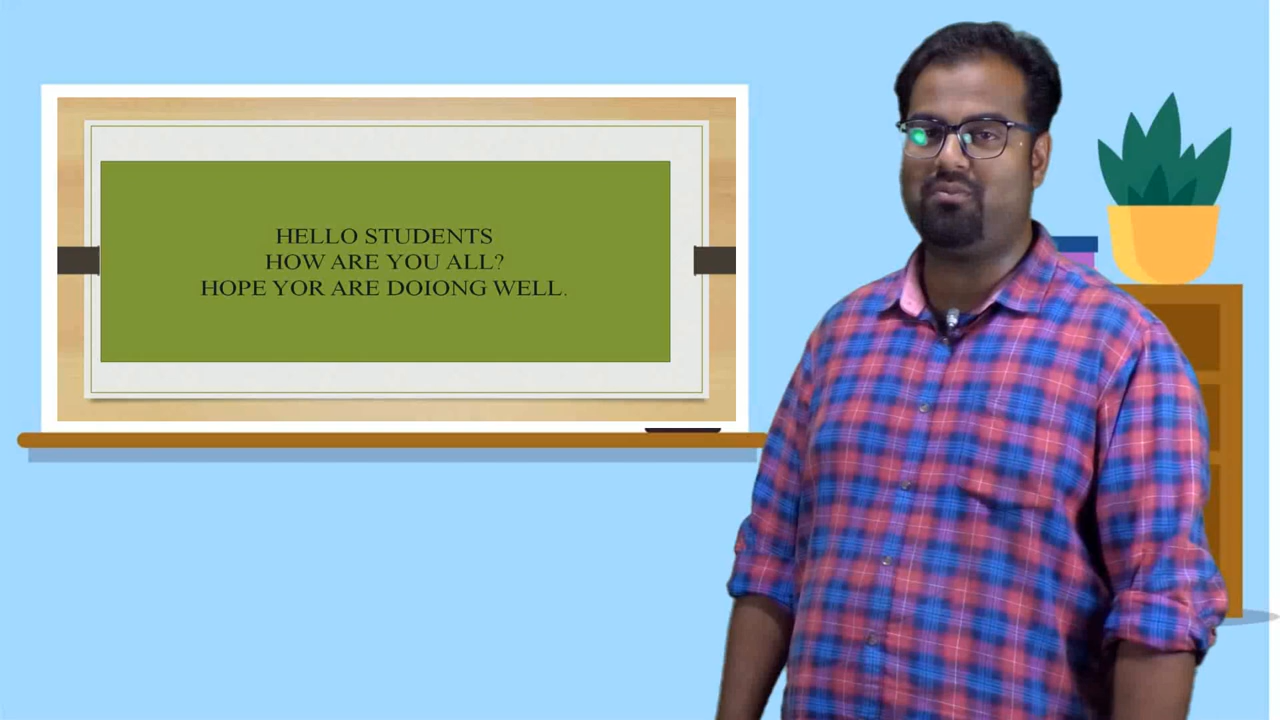 HELLO STUDENTS
HOW ARE YOU ALL?
HOPE YOR ARE DOIONG WELL.